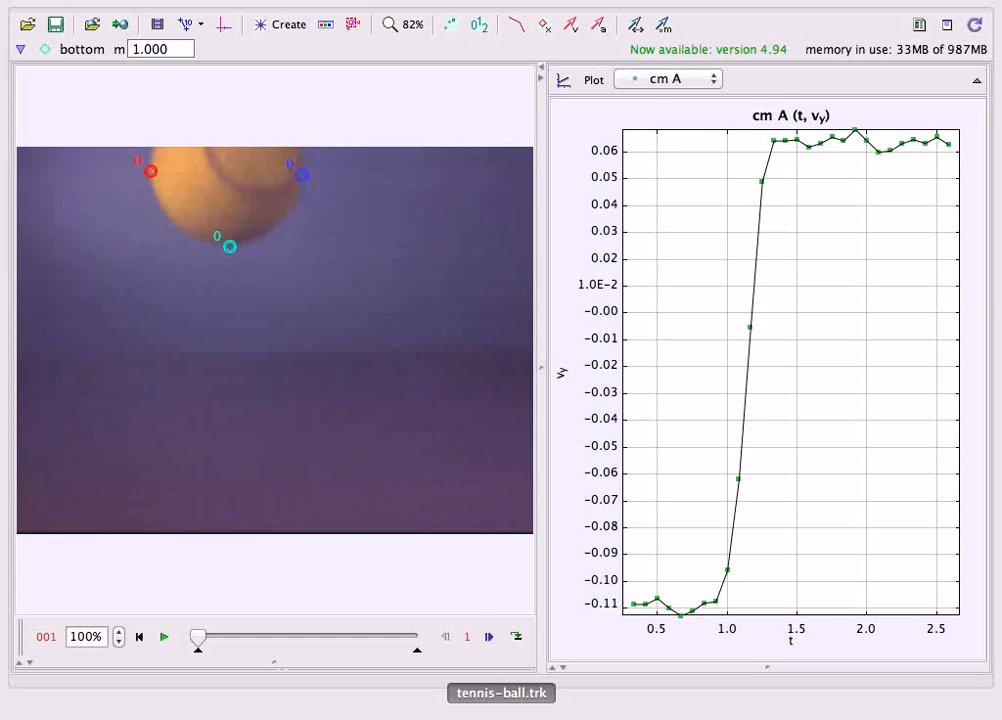 Create 82%
bottom m 1.000 Now available: version 4.94 memory in use: 33MB of 987MB
Plot cm A
cm A (t, vy)
0 0 0
0.06
0.05
0.04
0.03
0.02
1.0E-2
-0.00
-0.01
-0.02
-0.03
-0.04
-0.05
-0.06
-0.07
-0.08
-0.09
-0.10
-0.11
vy
0.5 1.0 1.5 2.0 2.5
t
001 100% 1
tennis-ball.trk